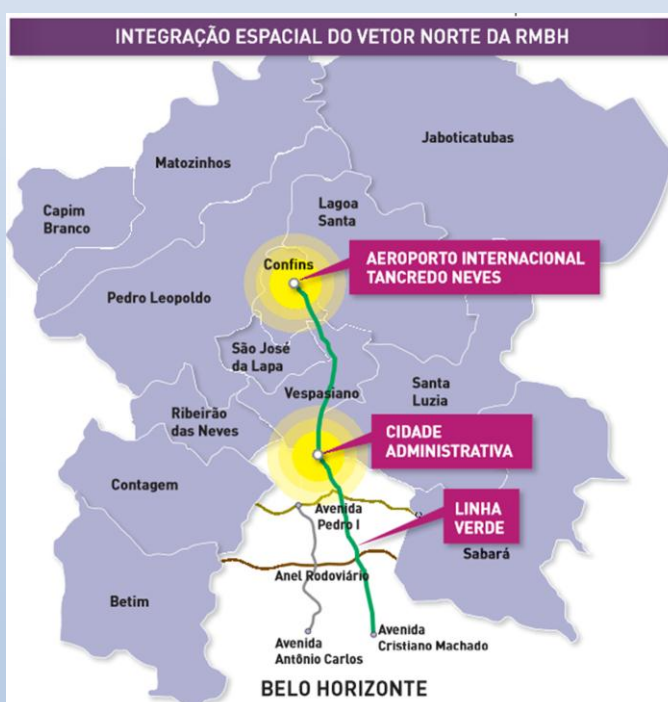 INTEGRAÇÃO ESPACIAL DO VETOR NORTE DA RMBH
Jaboticatubas
Matozinhos
Capim
Branco
Lagoa
Santa
Confins
AEROPORTO INTERNACIONAL
TANCREDO NEVES
Pedro Leopoldo
São José
da Lapa
Vespasiano
Santa
Luzia
Ribeirão
das Neves
CIDADE
ADMINISTRATIVA
Contagem
Avenida
Pedro I
LINHA
VERDE
Sabará
Anel Rodoviário
Betim
Avenida
Antônio Carlos
Avenida
Cristiano Machado
BELO HORIZONTE